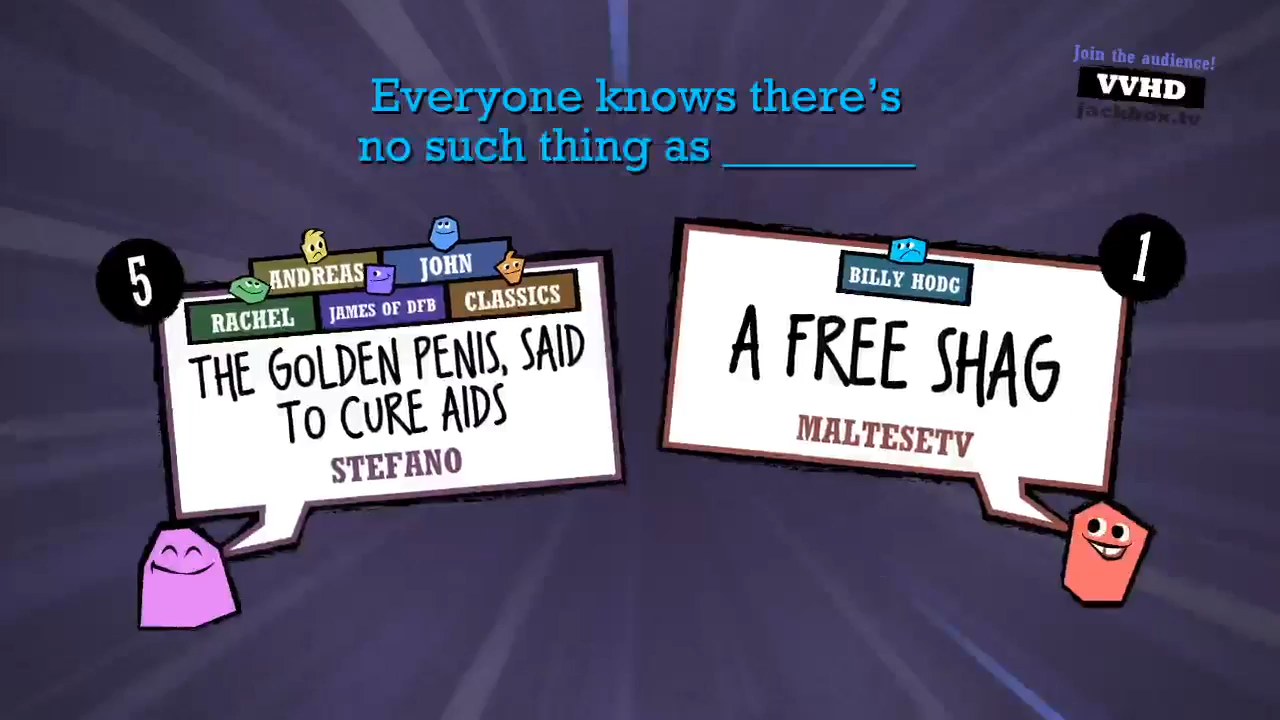 Join the audience!
VVHD
jackbox.tv
Everyone knows there's
no such thing as ________
5
ANDREAS
JOHN
RACHEL
JAMES OF DFB
CLASSICS
THE GOLDEN PENIS, SAID
TO CURE AIDS
STEFANO
1
BILLY HODG
A FREE SHAG
MALTESETV